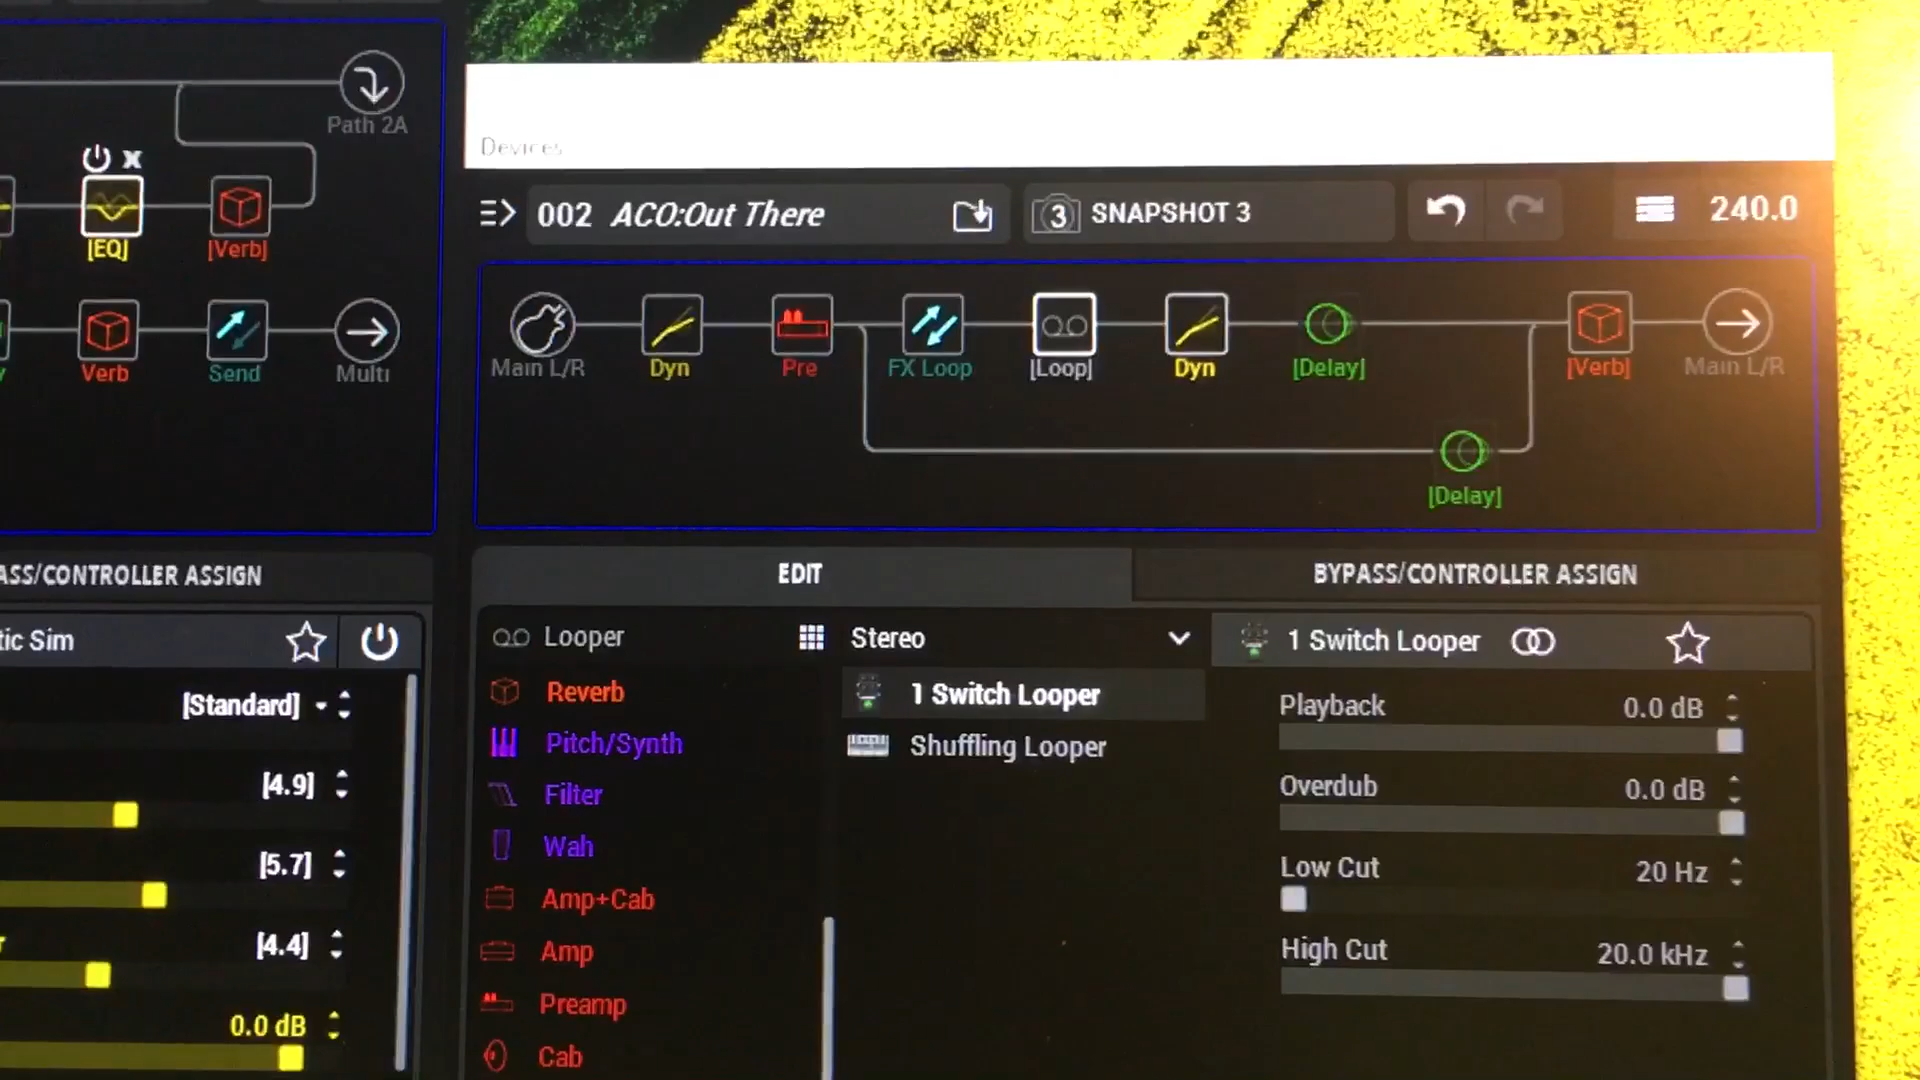 Path 2A
[EQ]
[Verb]
Verb
Send
Multi
ASS/CONTROLLER ASSIGN
tic Sim
[Standard]
[4.9]
[5.7]
[4.4]
0.0 dB
Devices
002 ACO:Out There
3 SNAPSHOT 3
240.0
Main L/R
Dyn
Pre
FX Loop
[Loop]
Dyn
[Delay]
[Verb]
Main L/R
[Delay]
EDIT
BYPASS/CONTROLLER ASSIGN
Looper
Reverb
Pitch/Synth
Filter
Wah
Amp+Cab
Amp
Preamp
Cab
Stereo
1 Switch Looper
Shuffling Looper
1 Switch Looper
Playback 0.0 dB
Overdub 0.0 dB
Low Cut 20 Hz
High Cut 20.0 kHz